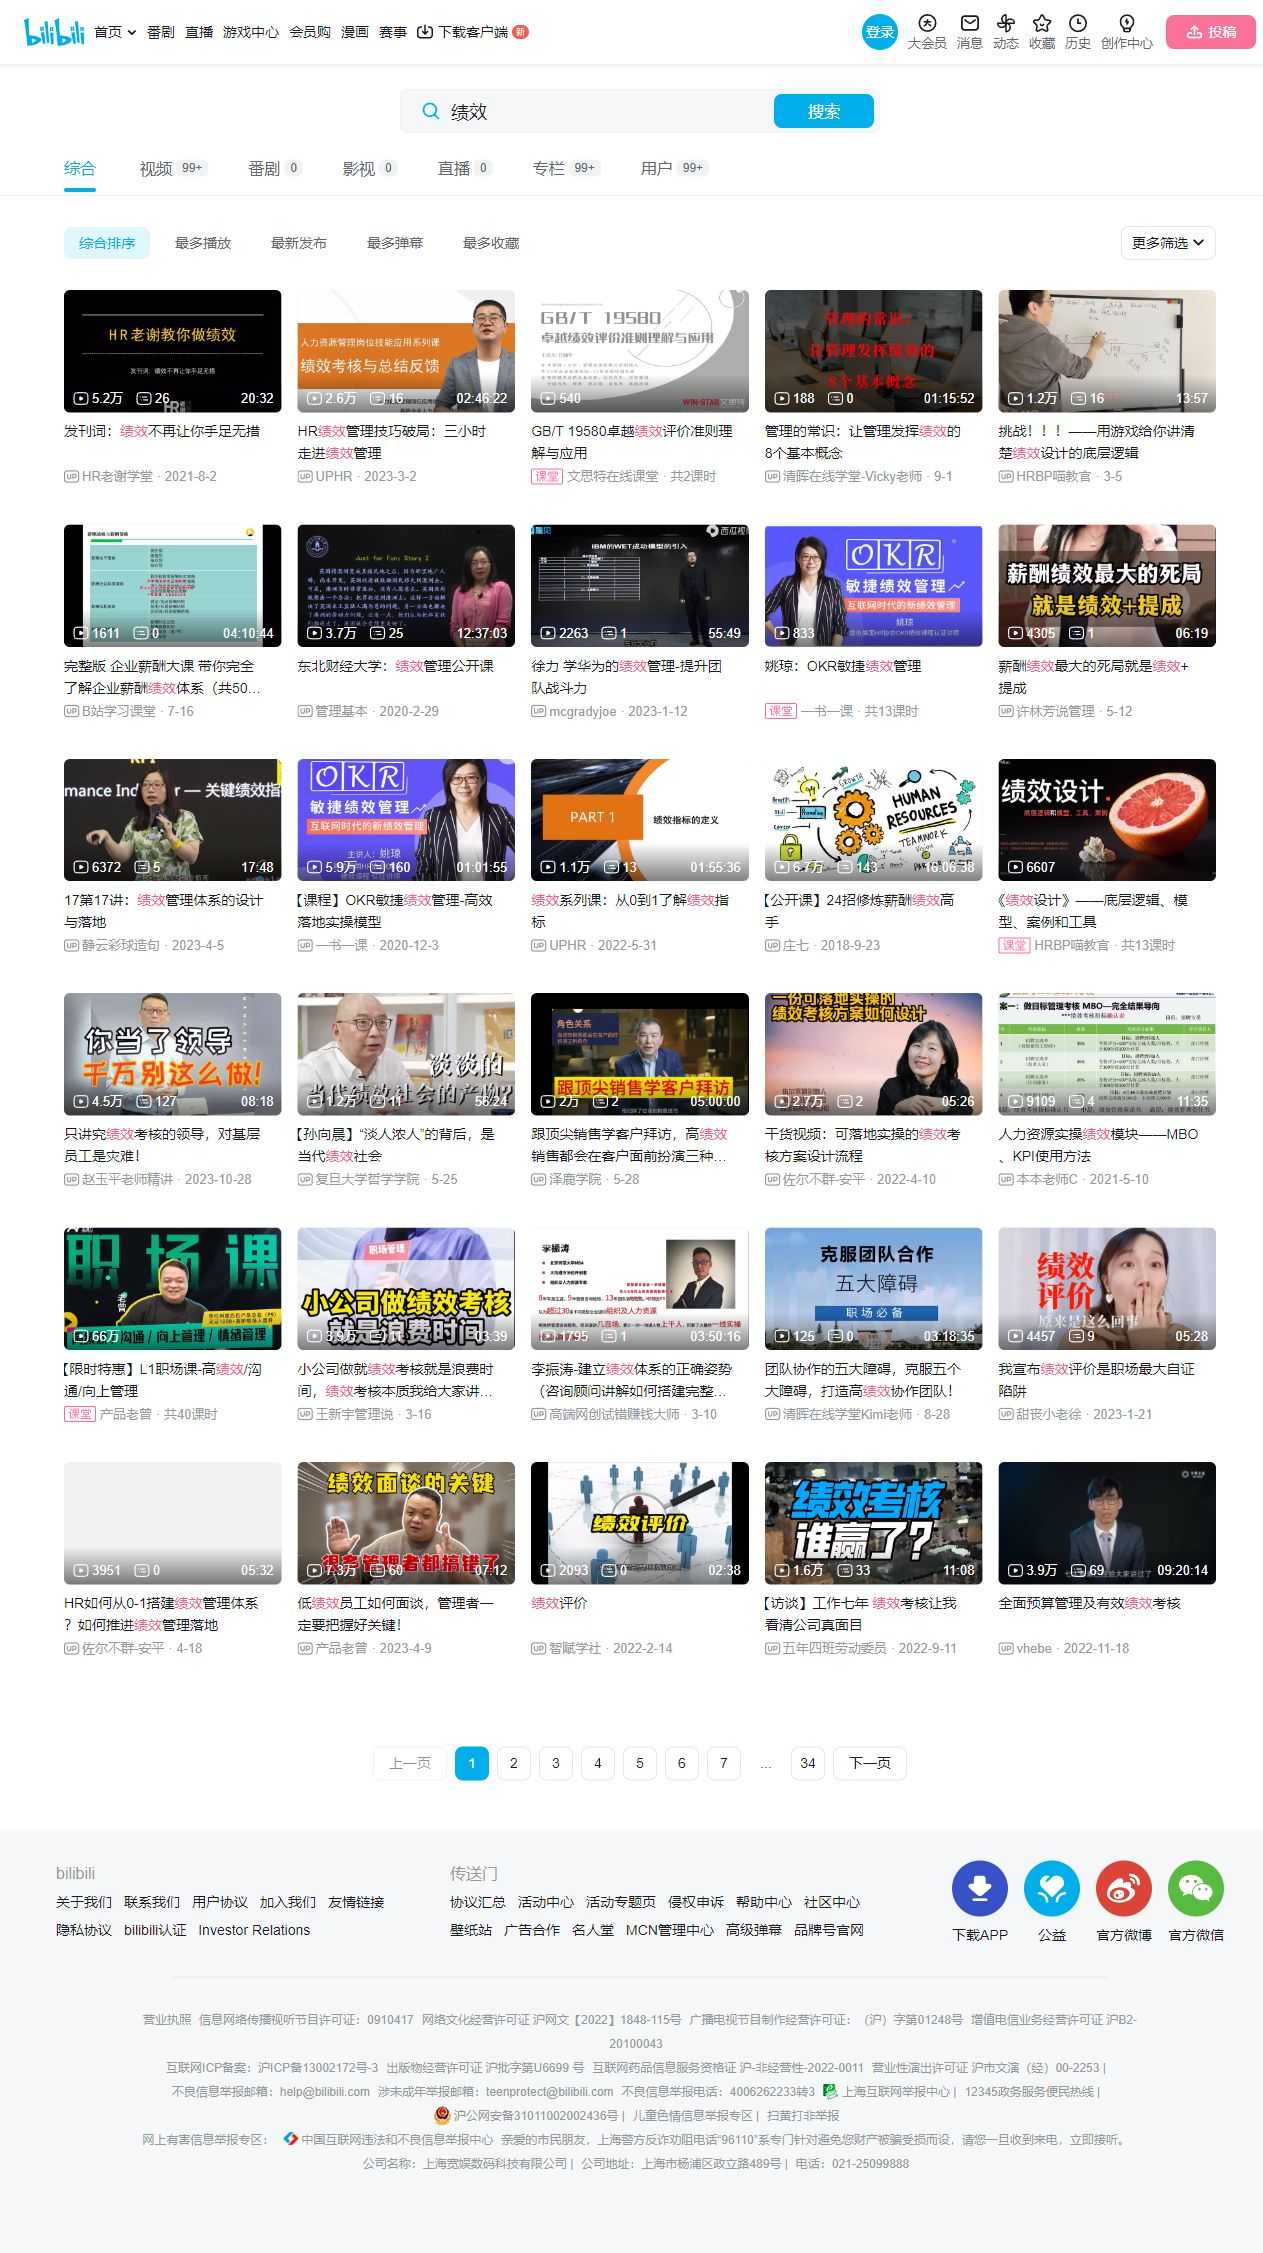 bilibili 首页 番剧 直播 游戏中心 会员购 漫画 赛事 下载客户端 新 登录 大会员 消息 动态 收藏 历史 创作中心 投稿
绩效 搜索
综合 视频 99+ 番剧 0 影视 0 直播 0 专栏 99+ 用户 99+
综合排序 最多播放 最新发布 最多弹幕 最多收藏 更多筛选
HR老谢教你做绩效
发刊词：绩效不再让你手足无措
5.2万 26 20:32
发刊词：绩效不再让你手足无措
HR老谢学堂 · 2021-8-2
人力资源管理岗位技能应用系列课
绩效考核与总结反馈
2.6万 16 02:46:22
HR绩效管理技巧破局：三小时
走进绩效管理
UPHR · 2023-3-2
GB/T 19580
卓越绩效评价准则理解与应用
540
GB/T 19580卓越绩效评价准则理
解与应用
课堂 文思特在线课堂 · 共2课时
管理的常识：
让管理发挥绩效的
8个基本概念
188 0 01:15:52
管理的常识：让管理发挥绩效的
8个基本概念
清晖在线学堂-Vicky老师 · 9-1
1.2万 16 13:57
挑战！！！——用游戏给你讲清
楚绩效设计的底层逻辑
HRBP喵教官 · 3-5
1611 0 04:10:44
完整版 企业薪酬大课 带你完全
了解企业薪酬绩效体系（共50...
B站学习课堂 · 7-16
Just for Fun: Story 2
3.7万 25 12:37:03
东北财经大学：绩效管理公开课
管理基本 · 2020-2-29
IBM的WET成功模型的引入
2263 1 55:49
徐力 学华为的绩效管理-提升团
队战斗力
mcgradyjoe · 2023-1-12
OKR
敏捷绩效管理
互联网时代的新绩效管理
姚琼
833
姚琼：OKR敏捷绩效管理
课堂 一书一课 · 共13课时
薪酬绩效最大的死局
就是绩效+提成
4305 1 06:19
薪酬绩效最大的死局就是绩效+
提成
许林芳说管理 · 5-12
关键绩效指
6372 5 17:48
17第17讲：绩效管理体系的设计
与落地
静云彩球造句 · 2023-4-5
OKR
敏捷绩效管理
互联网时代的新绩效管理
主讲人：姚琼
5.9万 160 01:01:55
【课程】OKR敏捷绩效管理-高效
落地实操模型
一书一课 · 2020-12-3
PART 1
绩效指标的定义
1.1万 13 01:55:36
绩效系列课：从0到1了解绩效指
标
UPHR · 2022-5-31
GROWTH
HUMAN
RESOURCES
TEAMWORK
6.7万 143 16:06:38
【公开课】24招修炼薪酬绩效高
手
庄七 · 2018-9-23
绩效设计
6607
《绩效设计》——底层逻辑、模
型、案例和工具
课堂 HRBP喵教官 · 共13课时
你当了领导
千万别这么做!
4.5万 127 08:18
只讲究绩效考核的领导，对基层
员工是灾难！
赵玉平老师精讲 · 2023-10-28
淡淡的
当代绩效社会的产物?
1.2万 11 56:24
【孙向晨】“淡人浓人”的背后，是
当代绩效社会
复旦大学哲学学院 · 5-25
角色关系
跟顶尖销售学客户拜访
2万 2 05:00:00
跟顶尖销售学客户拜访，高绩效
销售都会在客户面前扮演三种...
泽鹿学院 · 5-28
一份可落地实操的
绩效考核方案如何设计
2.7万 2 05:26
干货视频：可落地实操的绩效考
核方案设计流程
佐尔不群-安平 · 2022-4-10
案一：做目标管理考核 MBO—完全结果导向
9109 4 11:35
人力资源实操绩效模块——MBO
、KPI使用方法
本本老师C · 2021-5-10
职场课
老曾
沟通 / 向上管理 / 情商管理
66万
【限时特惠】L1职场课-高绩效/沟
通/向上管理
课堂 产品老曾 · 共40课时
职场管理
小公司做绩效考核
就是浪费时间
3.9万 11 03:39
小公司做就绩效考核就是浪费时
间，绩效考核本质我给大家讲...
王新宇管理说 · 3-16
李振涛
1795 1 03:50:16
李振涛-建立绩效体系的正确姿势
（咨询顾问讲解如何搭建完整...
高端网创试错赚钱大师 · 3-10
克服团队合作
五大障碍
职场必备
125 0 03:18:35
团队协作的五大障碍，克服五个
大障碍，打造高绩效协作团队！
清晖在线学堂Kimi老师 · 8-28
绩效
评价
原来是这么回事
4457 9 05:28
我宣布绩效评价是职场最大自证
陷阱
甜丧小老徐 · 2023-1-21
3951 0 05:32
HR如何从0-1搭建绩效管理体系
？如何推进绩效管理落地
佐尔不群-安平 · 4-18
绩效面谈的关键
很多管理者都搞错了
7.3万 60 07:12
低绩效员工如何面谈，管理者一
定要把握好关键！
产品老曾 · 2023-4-9
绩效评价
2093 0 02:38
绩效评价
智赋学社 · 2022-2-14
绩效考核
谁赢了？
1.6万 33 11:08
【访谈】工作七年 绩效考核让我
看清公司真面目
五年四班劳动委员 · 2022-9-11
3.9万 69 09:20:14
全面预算管理及有效绩效考核
vhebe · 2022-11-18
上一页 1 2 3 4 5 6 7 ... 34 下一页
bilibili
关于我们 联系我们 用户协议 加入我们 友情链接
隐私协议 bilibili认证 Investor Relations
传送门
协议汇总 活动中心 活动专题页 侵权申诉 帮助中心 社区中心
壁纸站 广告合作 名人堂 MCN管理中心 高级弹幕 品牌号官网
下载APP 公益 官方微博 官方微信
营业执照 信息网络传播视听节目许可证：0910417 网络文化经营许可证 沪网文【2022】1848-115号 广播电视节目制作经营许可证：（沪）字第01248号 增值电信业务经营许可证 沪B2-
20100043
互联网ICP备案：沪ICP备13002172号-3 出版物经营许可证 沪批字第U6699 号 互联网药品信息服务资格证 沪-非经营性-2022-0011 营业性演出许可证 沪市文演（经）00-2253 |
不良信息举报邮箱：help@bilibili.com 涉未成年举报邮箱：teenprotect@bilibili.com 不良信息举报电话：4006262233转3 上海互联网举报中心 | 12345政务服务便民热线 |
沪公网安备31011002002436号 | 儿童色情信息举报专区 | 扫黄打非举报
网上有害信息举报专区： 中国互联网违法和不良信息举报中心 亲爱的市民朋友，上海警方反诈劝阻电话“96110”系专门针对避免您财产被骗受损而设，请您一旦收到来电，立即接听。
公司名称：上海宽娱数码科技有限公司 | 公司地址：上海市杨浦区政立路489号 | 电话：021-25099888